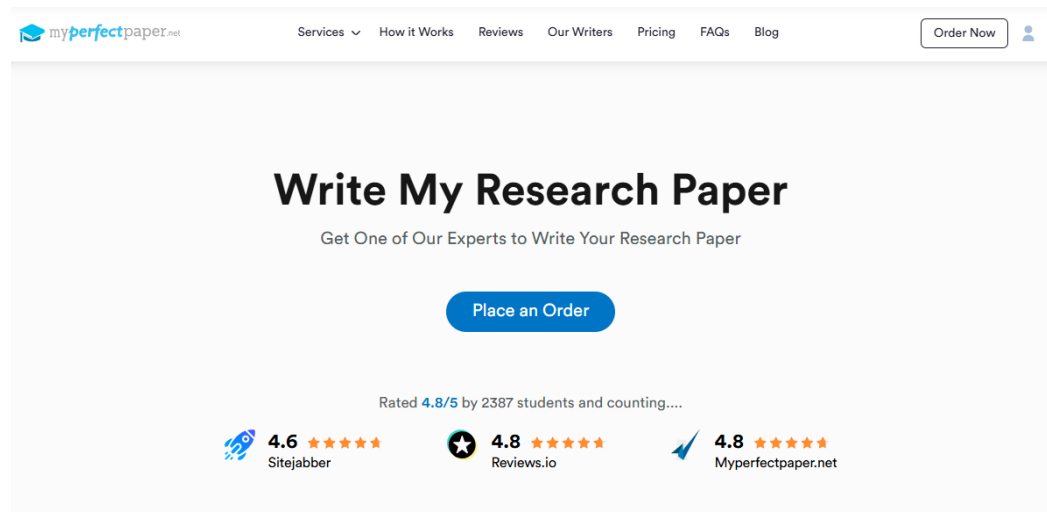 myperfectpaper.net
Services How it Works Reviews Our Writers Pricing FAQs Blog Order Now
Write My Research Paper
Get One of Our Experts to Write Your Research Paper
Place an Order
Rated 4.8/5 by 2387 students and counting....
4.6
Sitejabber
4.8
Reviews.io
4.8
Myperfectpaper.net